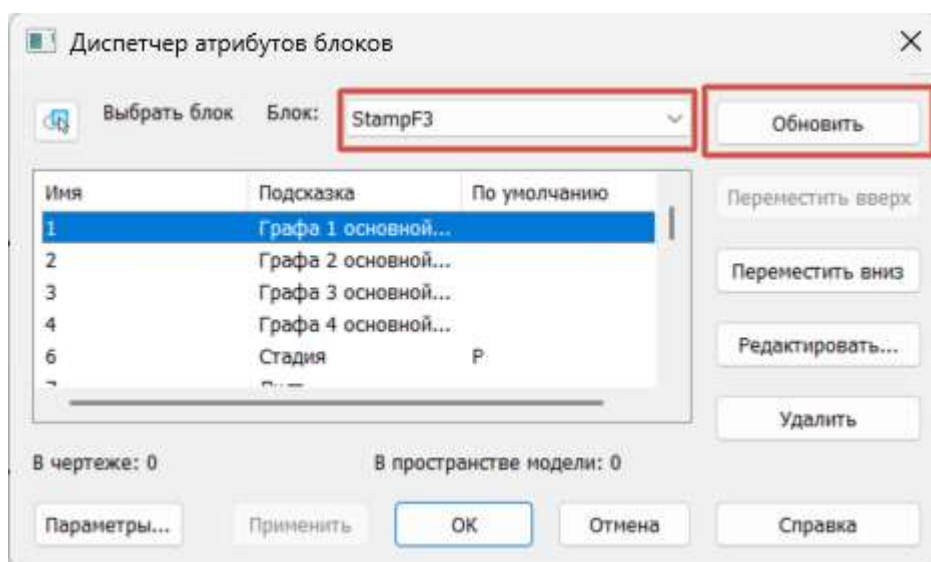 Диспетчер атрибутов блоков
Выбрать блок Блок: StampF3 Обновить
Имя Подсказка По умолчанию
1 Графа 1 основной...
2 Графа 2 основной...
3 Графа 3 основной...
4 Графа 4 основной...
6 Стадия Р
Переместить вверх
Переместить вниз
Редактировать...
Удалить
В чертеже: 0 В пространстве модели: 0
Параметры... Применить ОК Отмена Справка